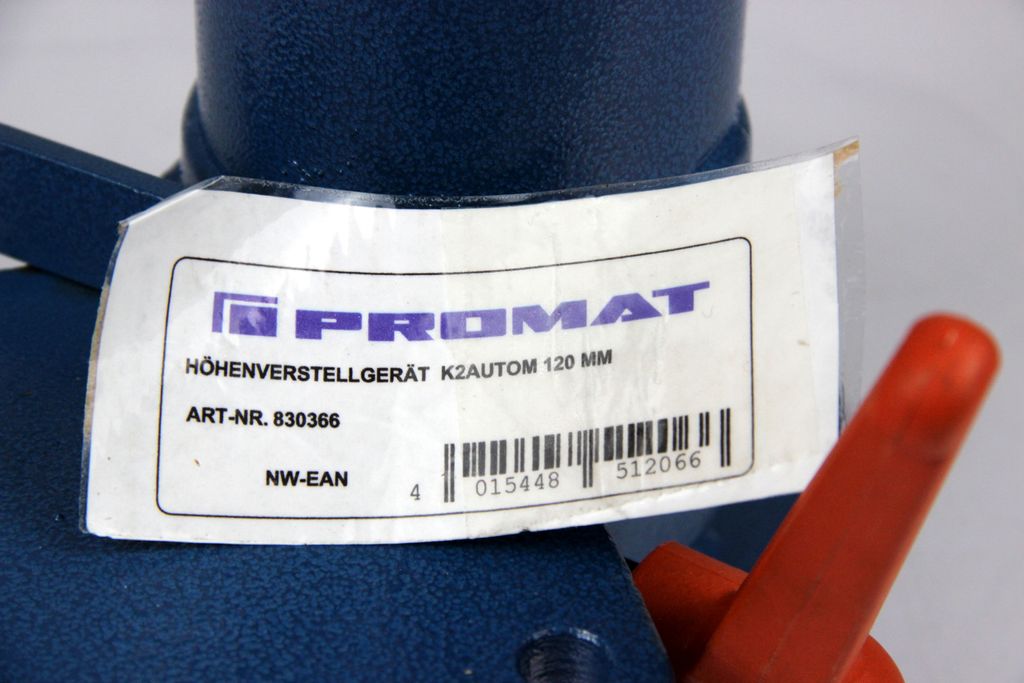 PROMAT
HÖHENVERSTELLGERÄT K2AUTOM 120 MM
ART-NR. 830366
NW-EAN
4 015448 512066